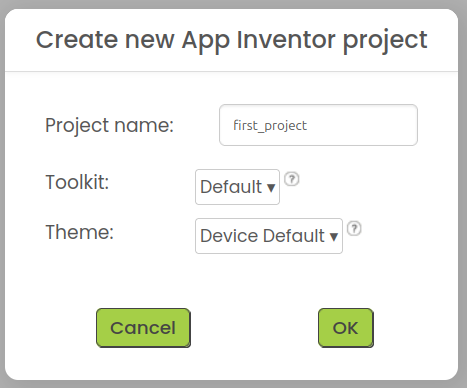 Create new App Inventor project
Project name: first_project
Toolkit: Default ▾ ?
Theme: Device Default ▾ ?
Cancel OK